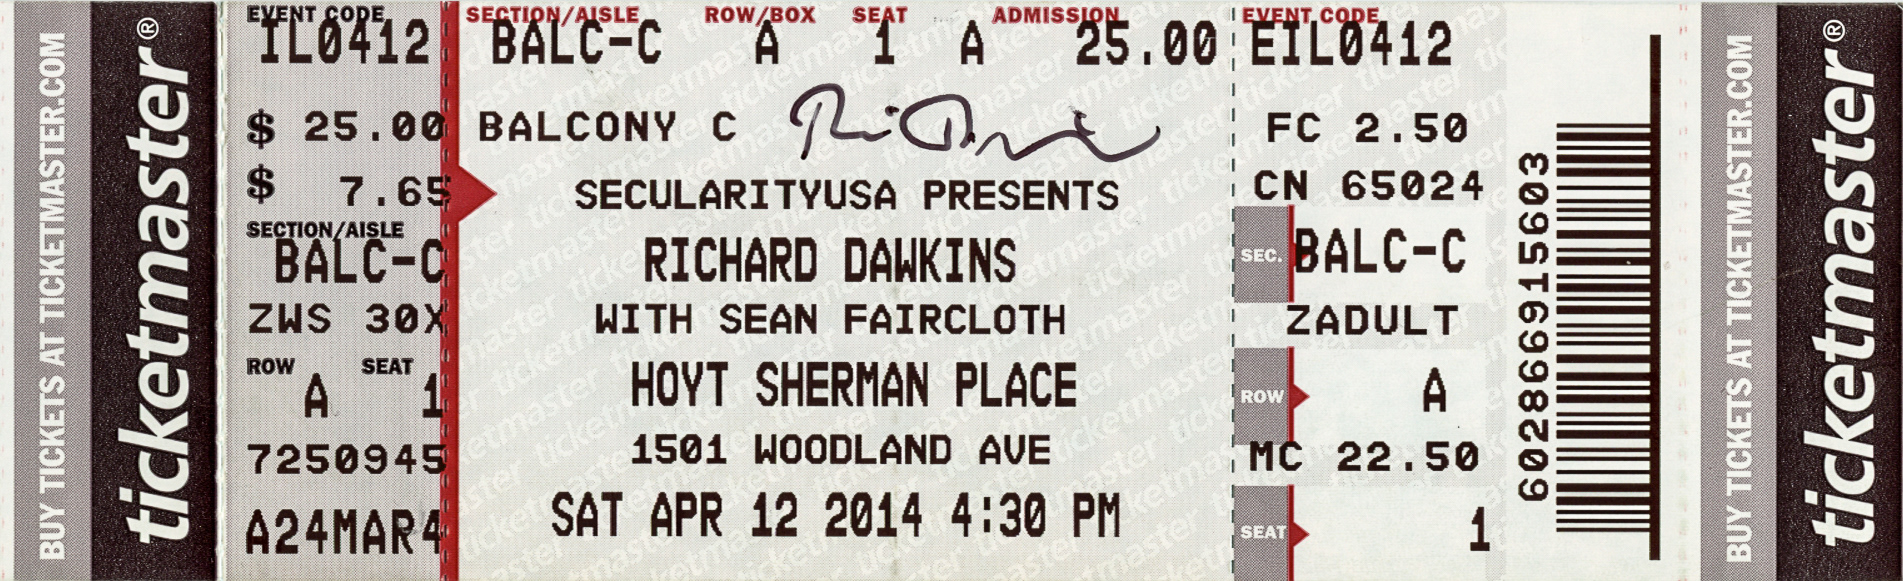 BUY TICKETS AT TICKETMASTER.COM
ticketmaster®
EVENT CODE
IL0412
$ 25.00
$ 7.65
SECTION/AISLE
BALC-C
ZWS 30X
ROW SEAT
A 1
7250945
A24MAR4
SECTION/AISLE ROW/BOX SEAT ADMISSION
BALC-C A 1 A 25.00
BALCONY C
SECULARITYUSA PRESENTS
RICHARD DAWKINS
WITH SEAN FAIRCLOTH
HOYT SHERMAN PLACE
1501 WOODLAND AVE
SAT APR 12 2014 4:30 PM
EVENT CODE
EIL0412
FC 2.50
CN 65024
SEC. BALC-C
ZADULT
ROW A
MC 22.50
SEAT 1
602866915603
BUY TICKETS AT TICKETMASTER.COM
ticketmaster®